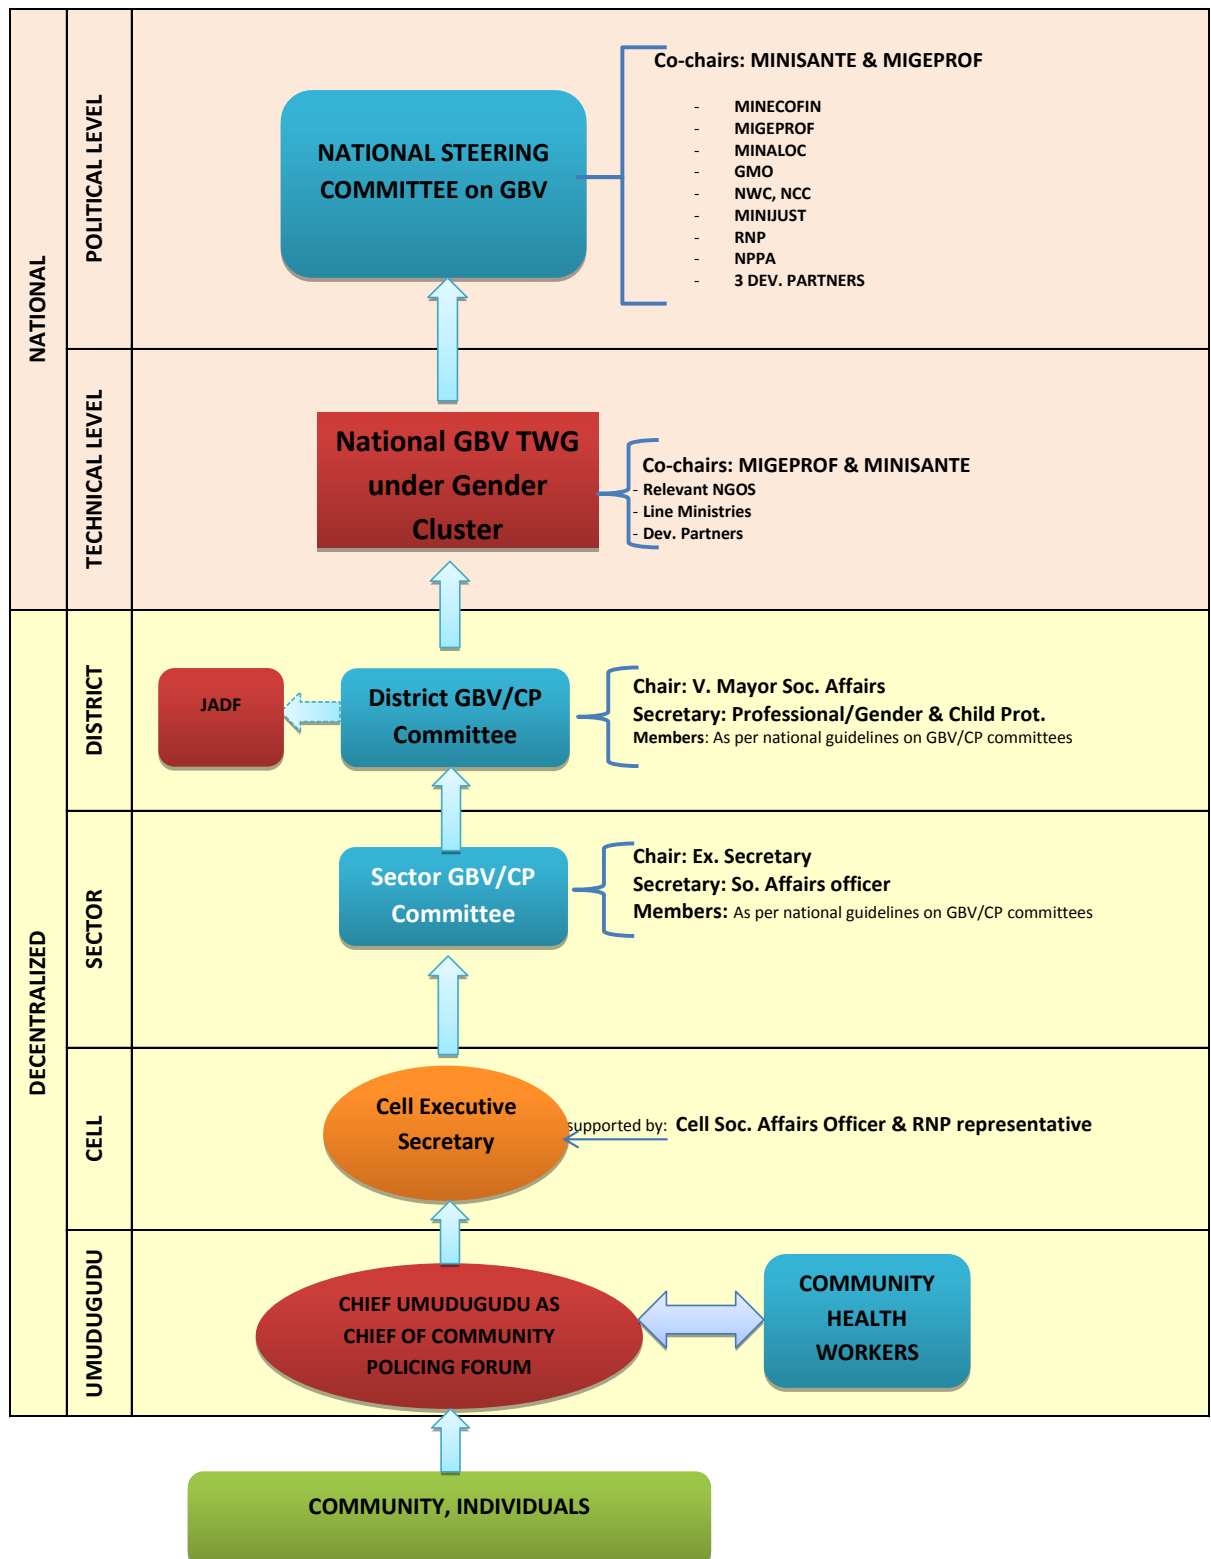 NATIONAL
POLITICAL LEVEL
NATIONAL STEERING
COMMITTEE on GBV
Co-chairs: MINISANTE & MIGEPROF
- MINECOFIN
- MIGEPROF
- MINALOC
- GMO
- NWC, NCC
- MINIJUST
- RNP
- NPPA
- 3 DEV. PARTNERS
TECHNICAL LEVEL
National GBV TWG
under Gender
Cluster
Co-chairs: MIGEPROF & MINISANTE
- Relevant NGOS
- Line Ministries
- Dev. Partners
DECENTRALIZED
DISTRICT
JADF
District GBV/CP
Committee
Chair: V. Mayor Soc. Affairs
Secretary: Professional/Gender & Child Prot.
Members: As per national guidelines on GBV/CP committees
SECTOR
Sector GBV/CP
Committee
Chair: Ex. Secretary
Secretary: So. Affairs officer
Members: As per national guidelines on GBV/CP committees
CELL
Cell Executive
Secretary
supported by: Cell Soc. Affairs Officer & RNP representative
UMUDUGUDU
CHIEF UMUDUGUDU AS
CHIEF OF COMMUNITY
POLICING FORUM
COMMUNITY
HEALTH
WORKERS
COMMUNITY, INDIVIDUALS